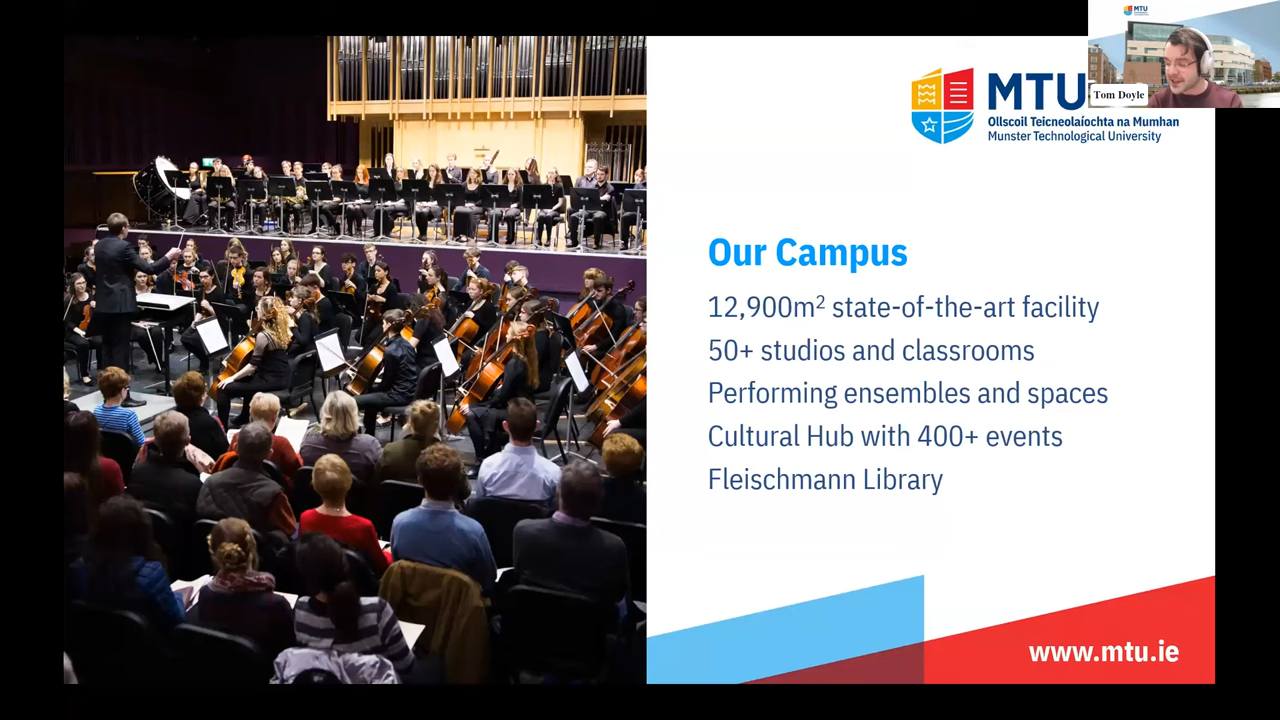 MTU
Tom Doyle
MTU
Ollscoil Teicneolaíochta na Mumhan
Munster Technological University
Our Campus
12,900m² state-of-the-art facility
50+ studios and classrooms
Performing ensembles and spaces
Cultural Hub with 400+ events
Fleischmann Library
www.mtu.ie